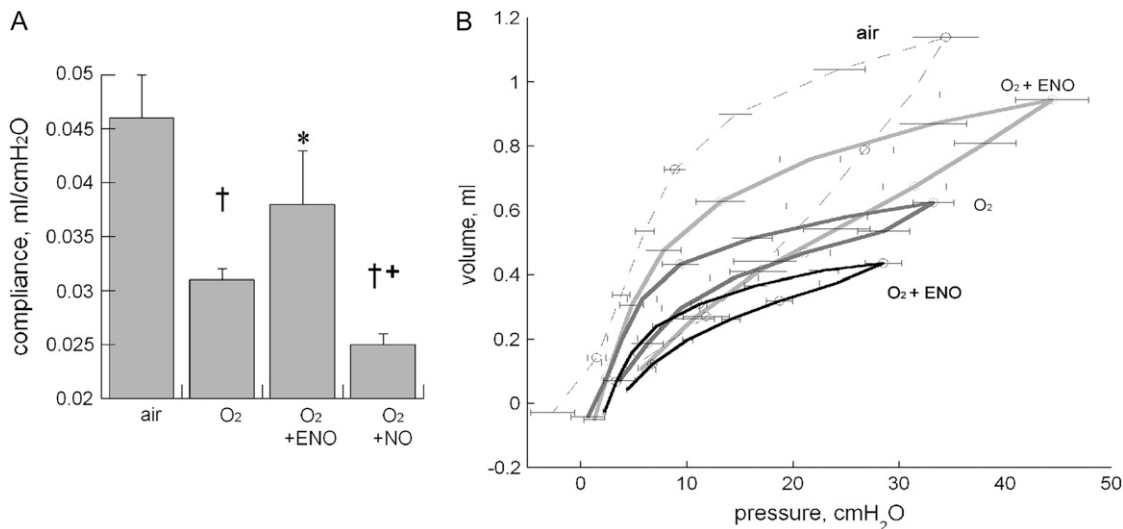 A
compliance, ml/cmH₂O
0.05
0.045
0.04
0.035
0.03
0.025
0.02
†
*
†+
air
O₂
O₂
+ENO
O₂
+NO
B
volume, ml
1.2
1
0.8
0.6
0.4
0.2
0
-0.2
air
O₂ + ENO
O₂
O₂ + ENO
0
10
20
30
40
50
pressure, cmH₂O